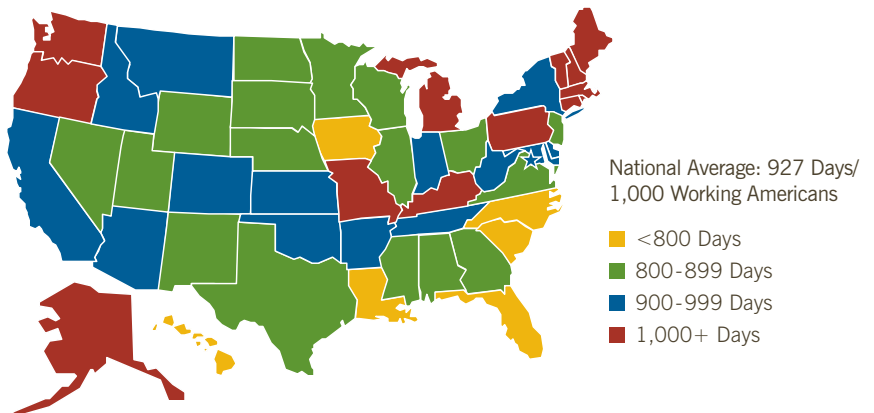 National Average: 927 Days/
1,000 Working Americans
<800 Days
800-899 Days
900-999 Days
1,000+ Days